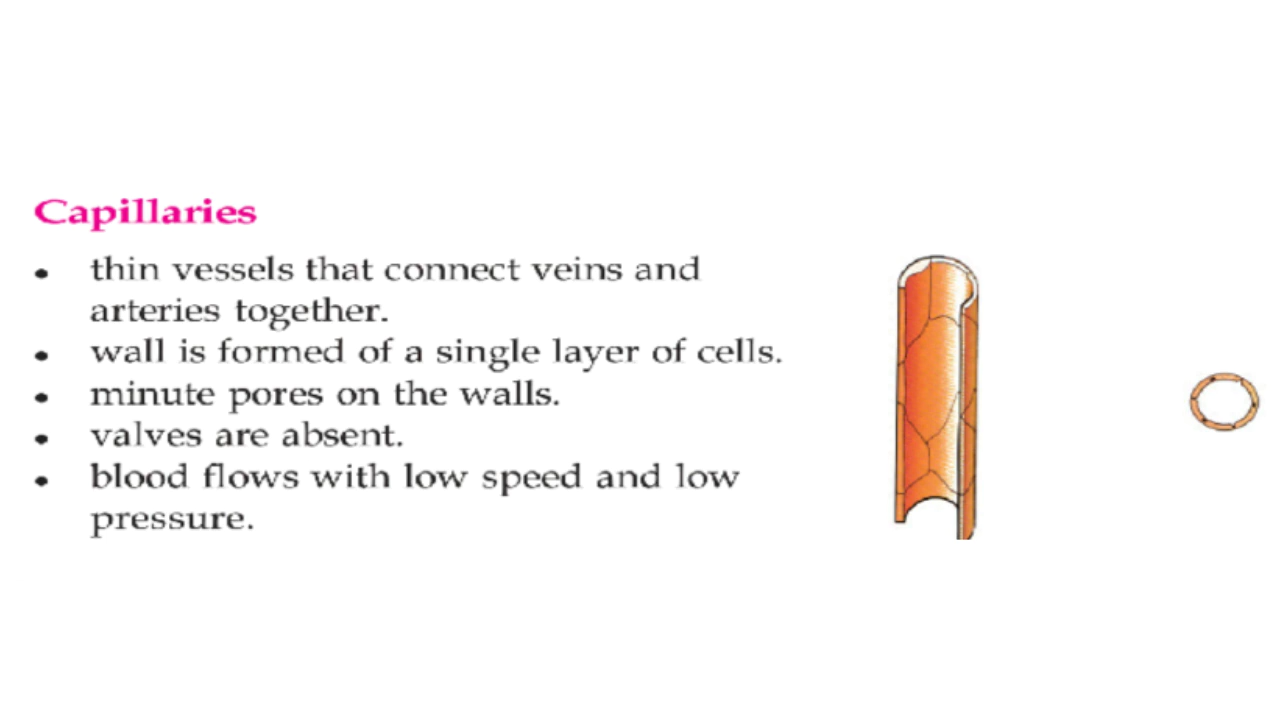 Capillaries
• thin vessels that connect veins and
arteries together.
• wall is formed of a single layer of cells.
• minute pores on the walls.
• valves are absent.
• blood flows with low speed and low
pressure.